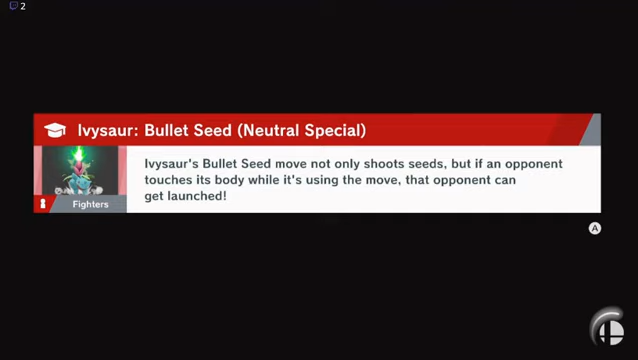 2
Ivysaur: Bullet Seed (Neutral Special)
Ivysaur's Bullet Seed move not only shoots seeds, but if an opponent
touches its body while it's using the move, that opponent can
get launched!
Fighters
A